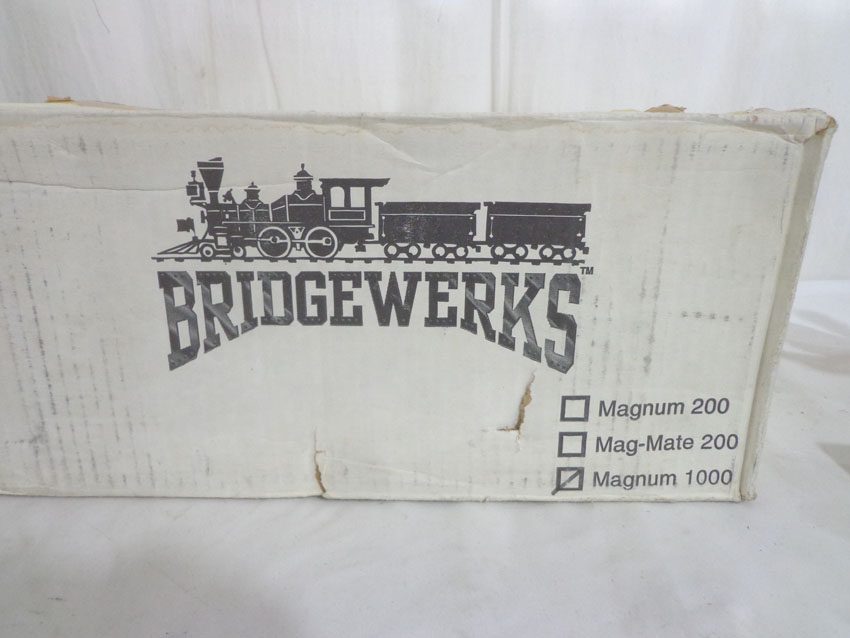 BRIDGEWERKS™
Magnum 200
Mag-Mate 200
Magnum 1000